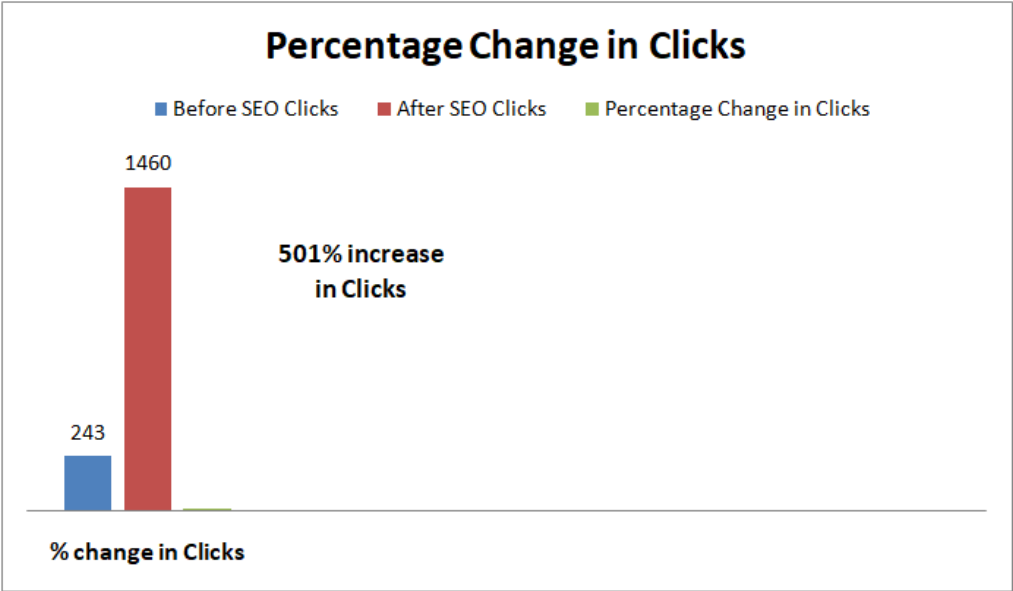 Percentage Change in Clicks
Before SEO Clicks After SEO Clicks Percentage Change in Clicks
1460
501% increase
in Clicks
243
% change in Clicks